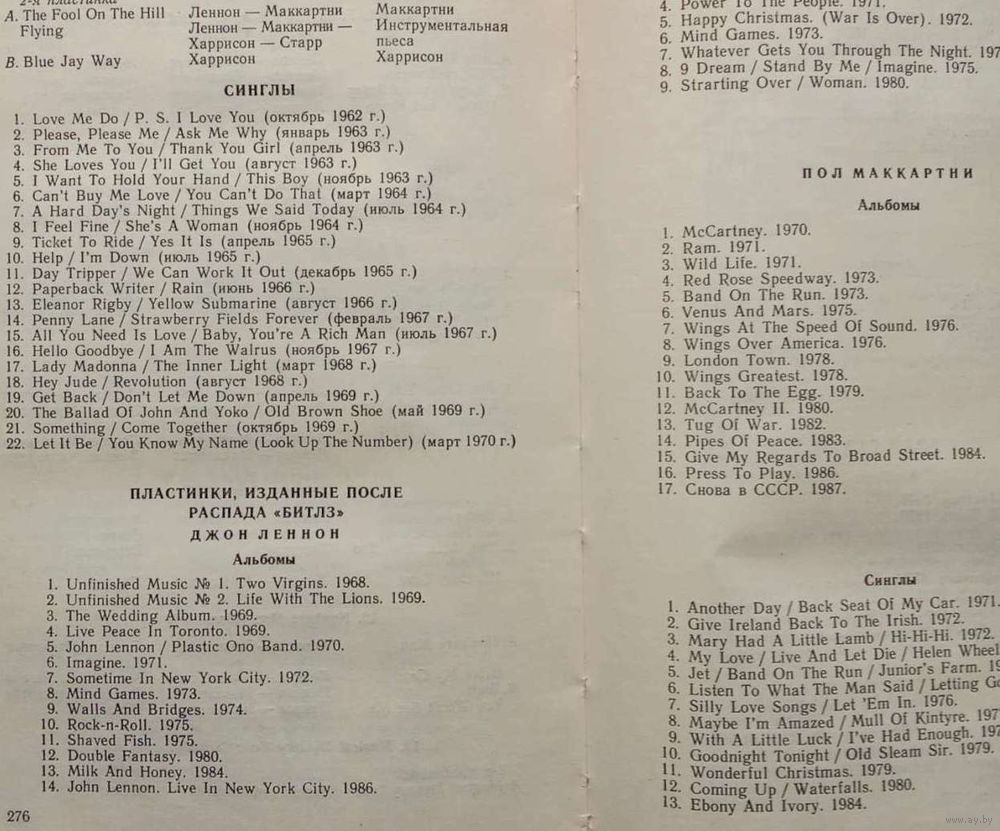 2-я пластинка
A. The Fool On The Hill Леннон — Маккартни Маккартни
Flying Леннон — Маккартни — Инструментальная
Харрисон — Старр пьеса
B. Blue Jay Way Харрисон Харрисон
СИНГЛЫ
1. Love Me Do / P. S. I Love You (октябрь 1962 г.)
2. Please, Please Me / Ask Me Why (январь 1963 г.)
3. From Me To You / Thank You Girl (апрель 1963 г.)
4. She Loves You / I'll Get You (август 1963 г.)
5. I Want To Hold Your Hand / This Boy (ноябрь 1963 г.)
6. Can't Buy Me Love / You Can't Do That (март 1964 г.)
7. A Hard Day's Night / Things We Said Today (июль 1964 г.)
8. I Feel Fine / She's A Woman (ноябрь 1964 г.)
9. Ticket To Ride / Yes It Is (апрель 1965 г.)
10. Help / I'm Down (июль 1965 г.)
11. Day Tripper / We Can Work It Out (декабрь 1965 г.)
12. Paperback Writer / Rain (июнь 1966 г.)
13. Eleanor Rigby / Yellow Submarine (август 1966 г.)
14. Penny Lane / Strawberry Fields Forever (февраль 1967 г.)
15. All You Need Is Love / Baby, You're A Rich Man (июль 1967 г.)
16. Hello Goodbye / I Am The Walrus (ноябрь 1967 г.)
17. Lady Madonna / The Inner Light (март 1968 г.)
18. Hey Jude / Revolution (август 1968 г.)
19. Get Back / Don't Let Me Down (апрель 1969 г.)
20. The Ballad Of John And Yoko / Old Brown Shoe (май 1969 г.)
21. Something / Come Together (октябрь 1969 г.)
22. Let It Be / You Know My Name (Look Up The Number) (март 1970 г.)
ПЛАСТИНКИ, ИЗДАННЫЕ ПОСЛЕ
РАСПАДА «БИТЛЗ»
ДЖОН ЛЕННОН
Альбомы
1. Unfinished Music № 1. Two Virgins. 1968.
2. Unfinished Music № 2. Life With The Lions. 1969.
3. The Wedding Album. 1969.
4. Live Peace In Toronto. 1969.
5. John Lennon / Plastic Ono Band. 1970.
6. Imagine. 1971.
7. Sometime In New York City. 1972.
8. Mind Games. 1973.
9. Walls And Bridges. 1974.
10. Rock-n-Roll. 1975.
11. Shaved Fish. 1975.
12. Double Fantasy. 1980.
13. Milk And Honey. 1984.
14. John Lennon. Live In New York City. 1986.
276
4. Power To The People. 1971.
5. Happy Christmas. (War Is Over). 1972.
6. Mind Games. 1973.
7. Whatever Gets You Through The Night. 197
8. 9 Dream / Stand By Me / Imagine. 1975.
9. Strarting Over / Woman. 1980.
ПОЛ МАККАРТНИ
Альбомы
1. McCartney. 1970.
2. Ram. 1971.
3. Wild Life. 1971.
4. Red Rose Speedway. 1973.
5. Band On The Run. 1973.
6. Venus And Mars. 1975.
7. Wings At The Speed Of Sound. 1976.
8. Wings Over America. 1976.
9. London Town. 1978.
10. Wings Greatest. 1978.
11. Back To The Egg. 1979.
12. McCartney II. 1980.
13. Tug Of War. 1982.
14. Pipes Of Peace. 1983.
15. Give My Regards To Broad Street. 1984.
16. Press To Play. 1986.
17. Снова в СССР. 1987.
Синглы
1. Another Day / Back Seat Of My Car. 1971.
2. Give Ireland Back To The Irish. 1972.
3. Mary Had A Little Lamb / Hi-Hi-Hi. 1972.
4. My Love / Live And Let Die / Helen Wheel
5. Jet / Band On The Run / Junior's Farm. 19
6. Listen To What The Man Said / Letting Go
7. Silly Love Songs / Let 'Em In. 1976.
8. Maybe I'm Amazed / Mull Of Kintyre. 197
9. With A Little Luck / I've Had Enough. 197
10. Goodnight Tonight / Old Sleam Sir. 1979.
11. Wonderful Christmas. 1979.
12. Coming Up / Waterfalls. 1980.
13. Ebony And Ivory. 1984.
www.ay.by